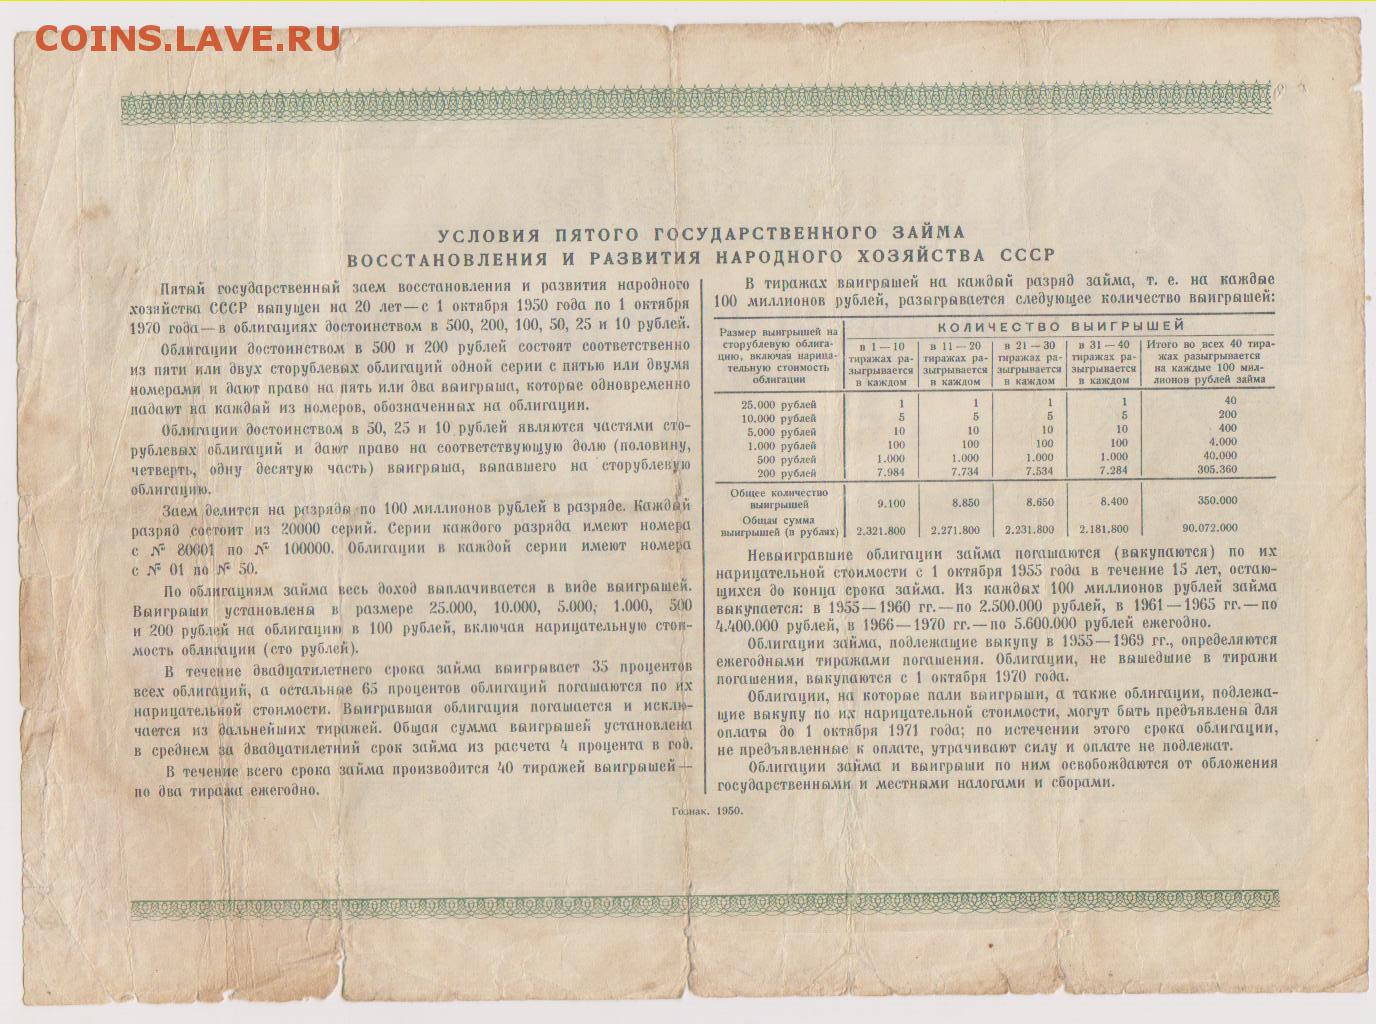 COINS.LAVE.RU
УСЛОВИЯ ПЯТОГО ГОСУДАРСТВЕННОГО ЗАЙМА
ВОССТАНОВЛЕНИЯ И РАЗВИТИЯ НАРОДНОГО ХОЗЯЙСТВА СССР
Пятый государственный заем восстановления и развития народного
хозяйства СССР выпущен на 20 лет—с 1 октября 1950 года по 1 октября
1970 года—в облигациях достоинством в 500, 200, 100, 50, 25 и 10 рублей.
Облигации достоинством в 500 и 200 рублей состоят соответственно
из пяти или двух сторублевых облигаций одной серии с пятью или двумя
номерами и дают право на пять или два выигрыша, которые одновременно
падают на каждый из номеров, обозначенных на облигации.
Облигации достоинством в 50, 25 и 10 рублей являются частями сто-
рублевых облигаций и дают право на соответствующую долю (половину,
четверть, одну десятую часть) выигрыша, выпавшего на сторублевую
облигацию.
Заем делится на разряды по 100 миллионов рублей в разряде. Каждый
разряд состоит из 20000 серий. Серии каждого разряда имеют номера
с № 80001 по № 100000. Облигации в каждой серии имеют номера
с № 01 по № 50.
По облигациям займа весь доход выплачивается в виде выигрышей.
Выигрыши установлены в размере 25.000, 10.000, 5.000, 1.000, 500
и 200 рублей на облигацию в 100 рублей, включая нарицательную стои-
мость облигации (сто рублей).
В течение двадцатилетнего срока займа выигрывает 35 процентов
всех облигаций, а остальные 65 процентов облигаций погашаются по их
нарицательной стоимости. Выигравшая облигация погашается и исклю-
чается из дальнейших тиражей. Общая сумма выигрышей установлена
в среднем за двадцатилетний срок займа из расчета 4 процента в год.
В течение всего срока займа производится 40 тиражей выигрышей—
по два тиража ежегодно.
В тиражах выигрышей на каждый разряд займа, т. е. на каждые
100 миллионов рублей, разыгрывается следующее количество выигрышей:
Размер выигрышей на
сторублевую облига-
цию, включая нарица-
тельную стоимость
облигации
КОЛИЧЕСТВО ВЫИГРЫШЕЙ
в 1—10
тиражах ра-
зыгрывается
в каждом
в 11—20
тиражах ра-
зыгрывается
в каждом
в 21—30
тиражах ра-
зыгрывается
в каждом
в 31—40
тиражах ра-
зыгрывается
в каждом
Итого во всех 40 тира-
жах разыгрывается
на каждые 100 мил-
лионов рублей займа
25.000 рублей 1 1 1 1 40
10.000 рублей 5 5 5 5 200
5.000 рублей 10 10 10 10 400
1.000 рублей 100 100 100 100 4.000
500 рублей 1.000 1.000 1.000 1.000 40.000
200 рублей 7.984 7.734 7.534 7.284 305.360
Общее количество
выигрышей 9.100 8.850 8.650 8.400 350.000
Общая сумма
выигрышей (в рублях) 2.321.800 2.271.800 2.231.800 2.181.800 90.072.000
Невыигравшие облигации займа погашаются (выкупаются) по их
нарицательной стоимости с 1 октября 1955 года в течение 15 лет, остаю-
щихся до конца срока займа. Из каждых 100 миллионов рублей займа
выкупается: в 1955—1960 гг.—по 2.500.000 рублей, в 1961—1965 гг.—по
4.400.000 рублей, в 1966—1970 гг.—по 5.600.000 рублей ежегодно.
Облигации займа, подлежащие выкупу в 1955—1969 гг., определяются
ежегодными тиражами погашения. Облигации, не вышедшие в тиражи
погашения, выкупаются с 1 октября 1970 года.
Облигации, на которые пали выигрыши, а также облигации, подлежа-
щие выкупу по их нарицательной стоимости, могут быть предъявлены для
оплаты до 1 октября 1971 года; по истечении этого срока облигации,
не предъявленные к оплате, утрачивают силу и оплате не подлежат.
Облигации займа и выигрыши по ним освобождаются от обложения
государственными и местными налогами и сборами.
Гознак. 1950.